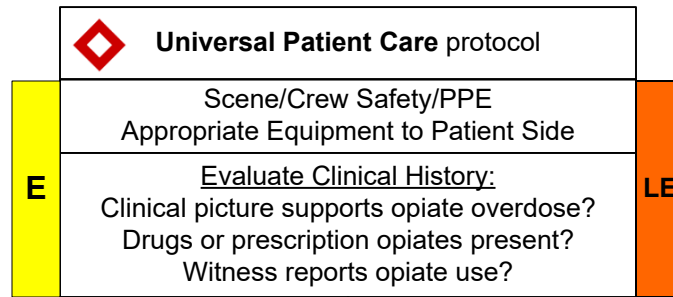 Universal Patient Care protocol
Scene/Crew Safety/PPE
Appropriate Equipment to Patient Side
E
Evaluate Clinical History:
Clinical picture supports opiate overdose?
Drugs or prescription opiates present?
Witness reports opiate use?
LE